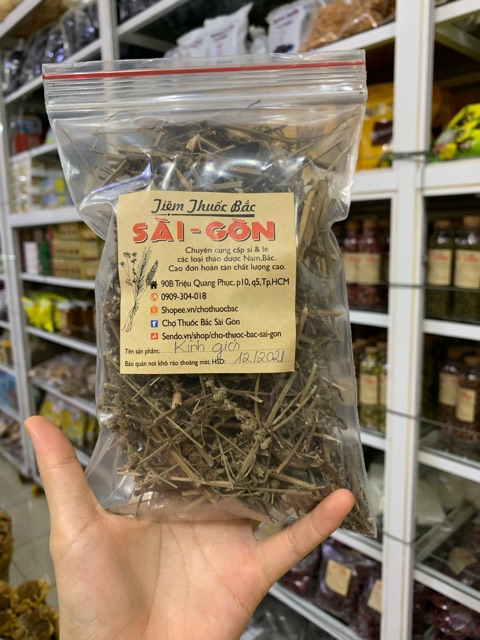 Tiệm Thuốc Bắc
SÀI-GÒN
Chuyên cung cấp sỉ & lẻ
các loại thảo dược Nam,Bắc.
Cao đơn hoàn tán chất lượng cao.
90B Triệu Quang Phục, p10, q5,Tp.HCM
0909-304-018
Shopee.vn/chothuocbac
Chợ Thuốc Bắc Sài Gòn
Sendo.vn/shop/cho-thuoc-bac-sai-gon
Tên sản phẩm: Kinh giới
Bảo quản nơi khô ráo thoáng mát. HSD: 12/2021